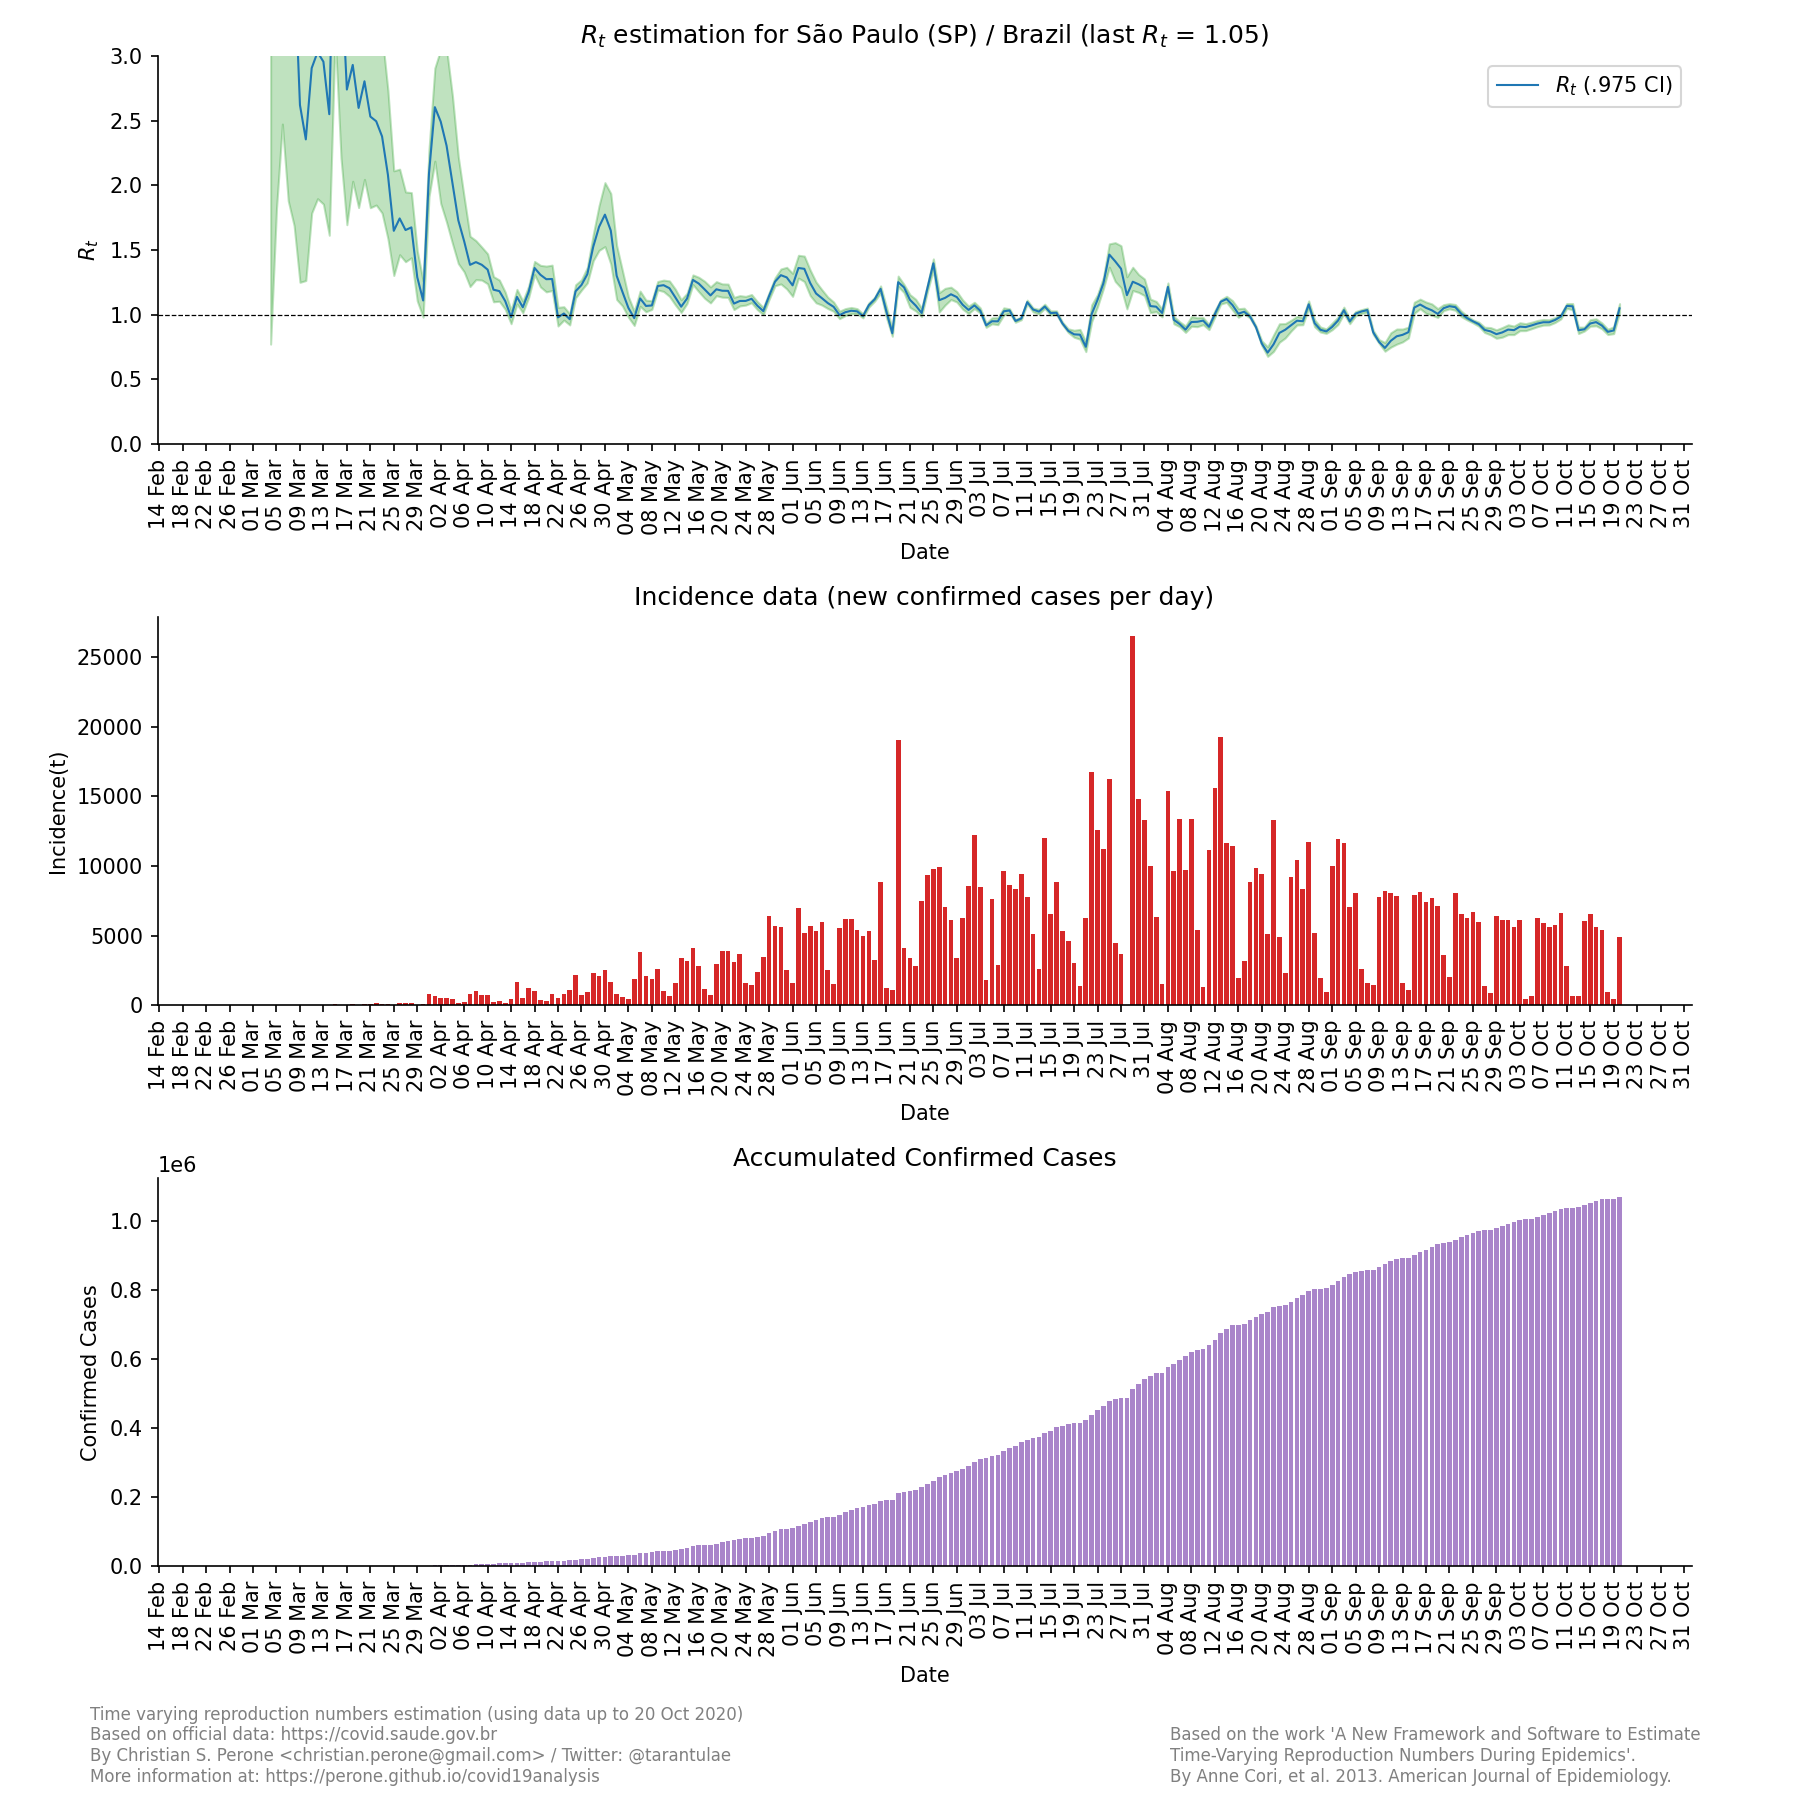 Rt estimation for São Paulo (SP) / Brazil (last Rt = 1.05)
Rt (.975 CI)
3.0
2.5
2.0
1.5
1.0
0.5
0.0
Rt
14 Feb 18 Feb 22 Feb 26 Feb 01 Mar 05 Mar 09 Mar 13 Mar 17 Mar 21 Mar 25 Mar 29 Mar 02 Apr 06 Apr 10 Apr 14 Apr 18 Apr 22 Apr 26 Apr 30 Apr 04 May 08 May 12 May 16 May 20 May 24 May 28 May 01 Jun 05 Jun 09 Jun 13 Jun 17 Jun 21 Jun 25 Jun 29 Jun 03 Jul 07 Jul 11 Jul 15 Jul 19 Jul 23 Jul 27 Jul 31 Jul 04 Aug 08 Aug 12 Aug 16 Aug 20 Aug 24 Aug 28 Aug 01 Sep 05 Sep 09 Sep 13 Sep 17 Sep 21 Sep 25 Sep 29 Sep 03 Oct 07 Oct 11 Oct 15 Oct 19 Oct 23 Oct 27 Oct 31 Oct
Date
Incidence data (new confirmed cases per day)
25000
20000
15000
10000
5000
0
Incidence(t)
14 Feb 18 Feb 22 Feb 26 Feb 01 Mar 05 Mar 09 Mar 13 Mar 17 Mar 21 Mar 25 Mar 29 Mar 02 Apr 06 Apr 10 Apr 14 Apr 18 Apr 22 Apr 26 Apr 30 Apr 04 May 08 May 12 May 16 May 20 May 24 May 28 May 01 Jun 05 Jun 09 Jun 13 Jun 17 Jun 21 Jun 25 Jun 29 Jun 03 Jul 07 Jul 11 Jul 15 Jul 19 Jul 23 Jul 27 Jul 31 Jul 04 Aug 08 Aug 12 Aug 16 Aug 20 Aug 24 Aug 28 Aug 01 Sep 05 Sep 09 Sep 13 Sep 17 Sep 21 Sep 25 Sep 29 Sep 03 Oct 07 Oct 11 Oct 15 Oct 19 Oct 23 Oct 27 Oct 31 Oct
Date
Accumulated Confirmed Cases
1e6
1.0
0.8
0.6
0.4
0.2
0.0
Confirmed Cases
14 Feb 18 Feb 22 Feb 26 Feb 01 Mar 05 Mar 09 Mar 13 Mar 17 Mar 21 Mar 25 Mar 29 Mar 02 Apr 06 Apr 10 Apr 14 Apr 18 Apr 22 Apr 26 Apr 30 Apr 04 May 08 May 12 May 16 May 20 May 24 May 28 May 01 Jun 05 Jun 09 Jun 13 Jun 17 Jun 21 Jun 25 Jun 29 Jun 03 Jul 07 Jul 11 Jul 15 Jul 19 Jul 23 Jul 27 Jul 31 Jul 04 Aug 08 Aug 12 Aug 16 Aug 20 Aug 24 Aug 28 Aug 01 Sep 05 Sep 09 Sep 13 Sep 17 Sep 21 Sep 25 Sep 29 Sep 03 Oct 07 Oct 11 Oct 15 Oct 19 Oct 23 Oct 27 Oct 31 Oct
Date
Time varying reproduction numbers estimation (using data up to 20 Oct 2020)
Based on official data: https://covid.saude.gov.br
By Christian S. Perone <christian.perone@gmail.com> / Twitter: @tarantulae
More information at: https://perone.github.io/covid19analysis
Based on the work 'A New Framework and Software to Estimate
Time-Varying Reproduction Numbers During Epidemics'.
By Anne Cori, et al. 2013. American Journal of Epidemiology.